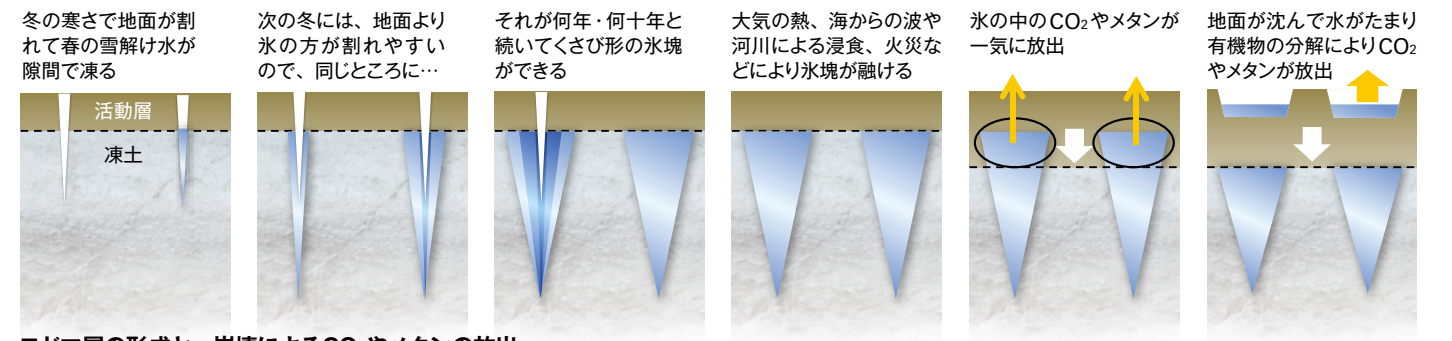 冬の寒さで地面が割
れて春の雪解け水が
隙間で凍る
次の冬には、地面より
氷の方が割れやすい
ので、同じところに…
それが何年・何十年と
続いてくさび形の氷塊
ができる
大気の熱、海からの波や
河川による浸食、火災な
どにより氷塊が融ける
氷の中のCO2やメタンが
一気に放出
地面が沈んで水がたまり
有機物の分解によりCO2
やメタンが放出
活動層
凍土